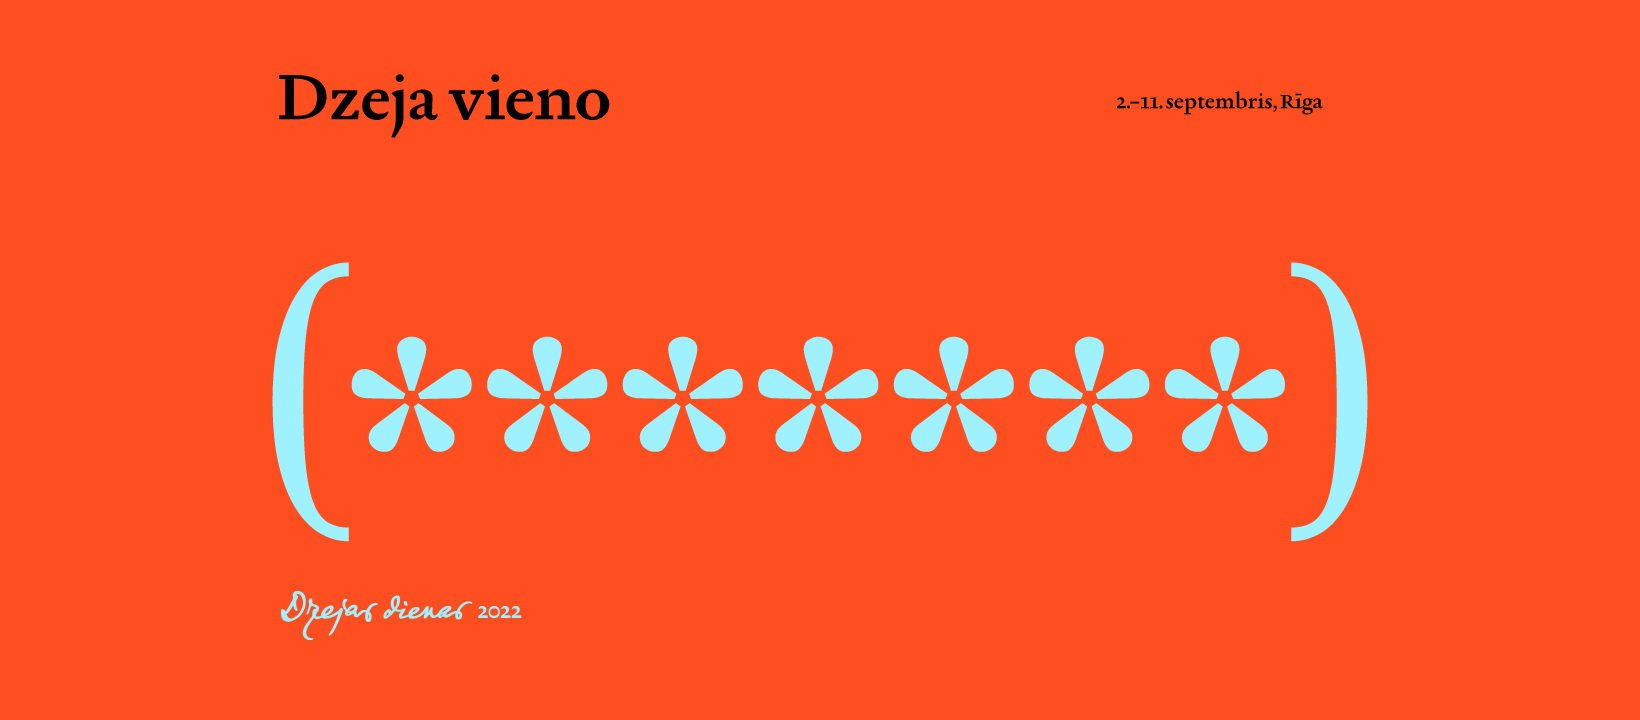 Dzeja vieno
2.–11. septembris, Rīga
(*******)
Dzejas dienas 2022